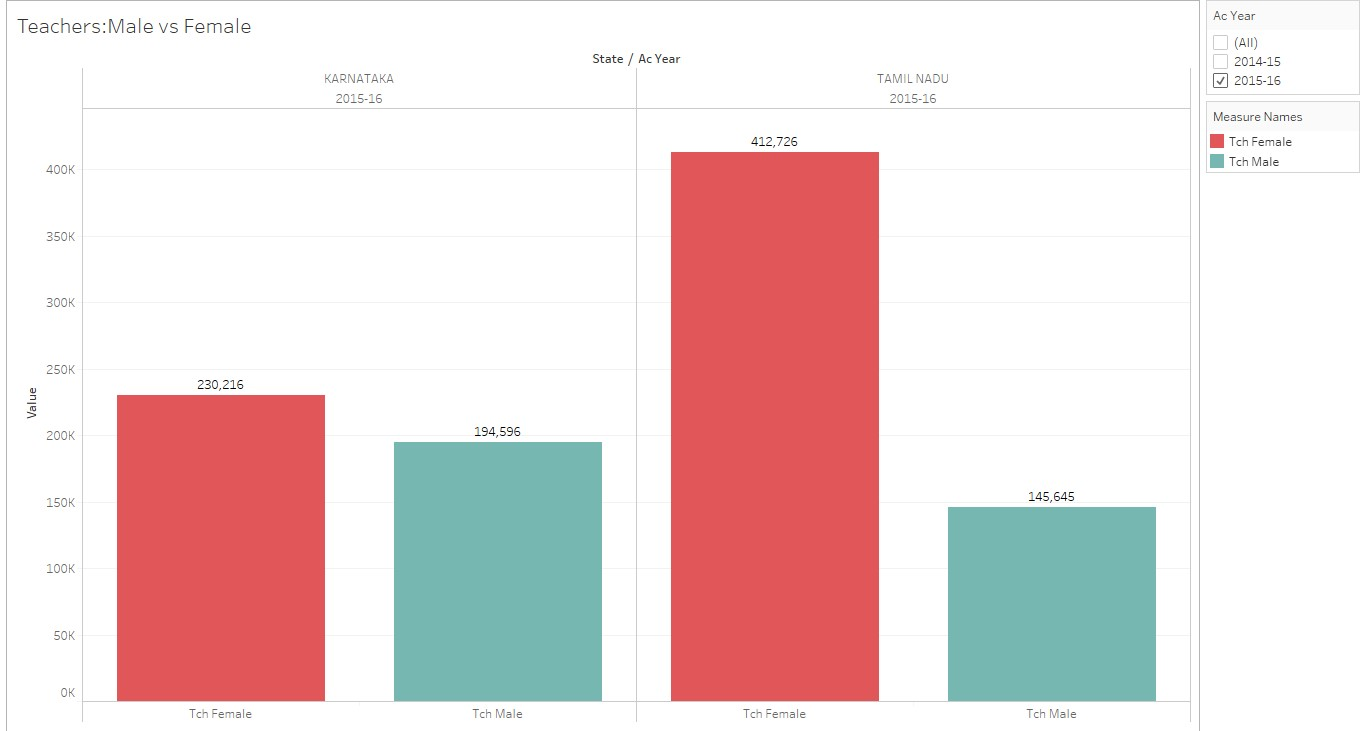 Teachers:Male vs Female
State / Ac Year
KARNATAKA
2015-16
TAMIL NADU
2015-16
Value
400K
350K
300K
250K
200K
150K
100K
50K
0K
230,216
194,596
412,726
145,645
Tch Female
Tch Male
Tch Female
Tch Male
Ac Year
(All)
2014-15
2015-16
Measure Names
Tch Female
Tch Male